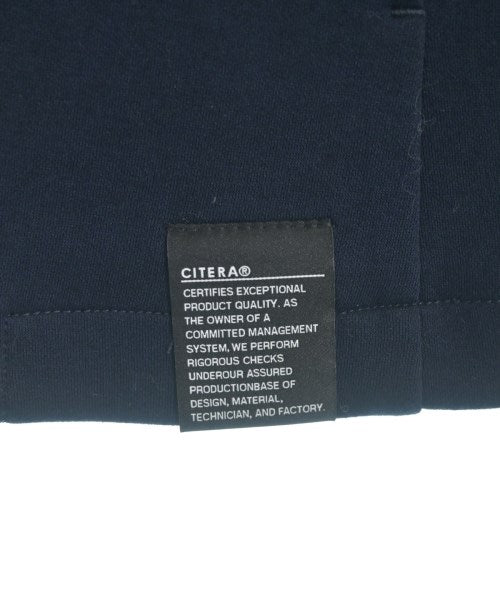 CITERA®
CERTIFIES EXCEPTIONAL
PRODUCT QUALITY. AS
THE OWNER OF A
COMMITTED MANAGEMENT
SYSTEM, WE PERFORM
RIGOROUS CHECKS
UNDEROUR ASSURED
PRODUCTIONBASE OF
DESIGN, MATERIAL,
TECHNICIAN, AND FACTORY.